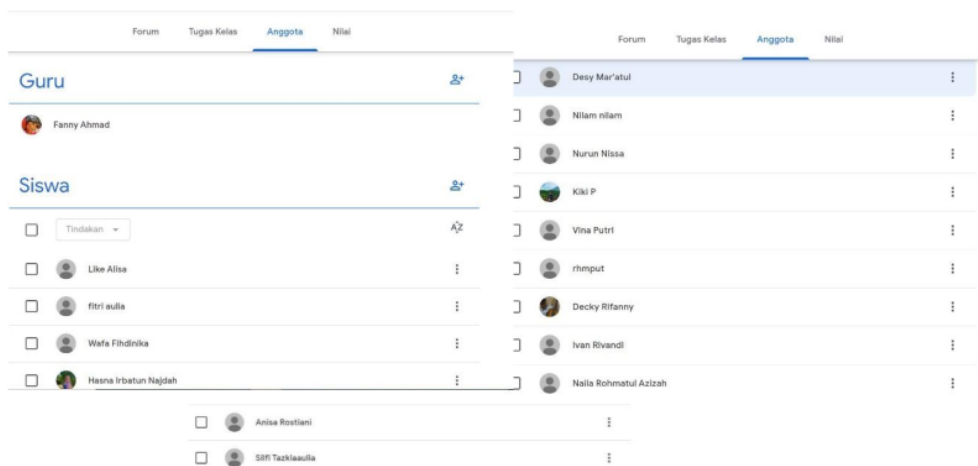 Forum Tugas Kelas Anggota Nilai
Guru
Fanny Ahmad
Siswa
Tindakan
AZ
Like Alisa
fitri aulia
Wafa Fihdinika
Hasna Irbatun Najdah
Forum Tugas Kelas Anggota Nilai
Desy Mar'atul
Nilam nilam
Nurun Nissa
Kiki P
Vina Putri
rhmput
Decky Rifanny
Ivan Rivandi
Naila Rohmatul Azizah
Anisa Rostiani
Silfi Tazkiaaulia